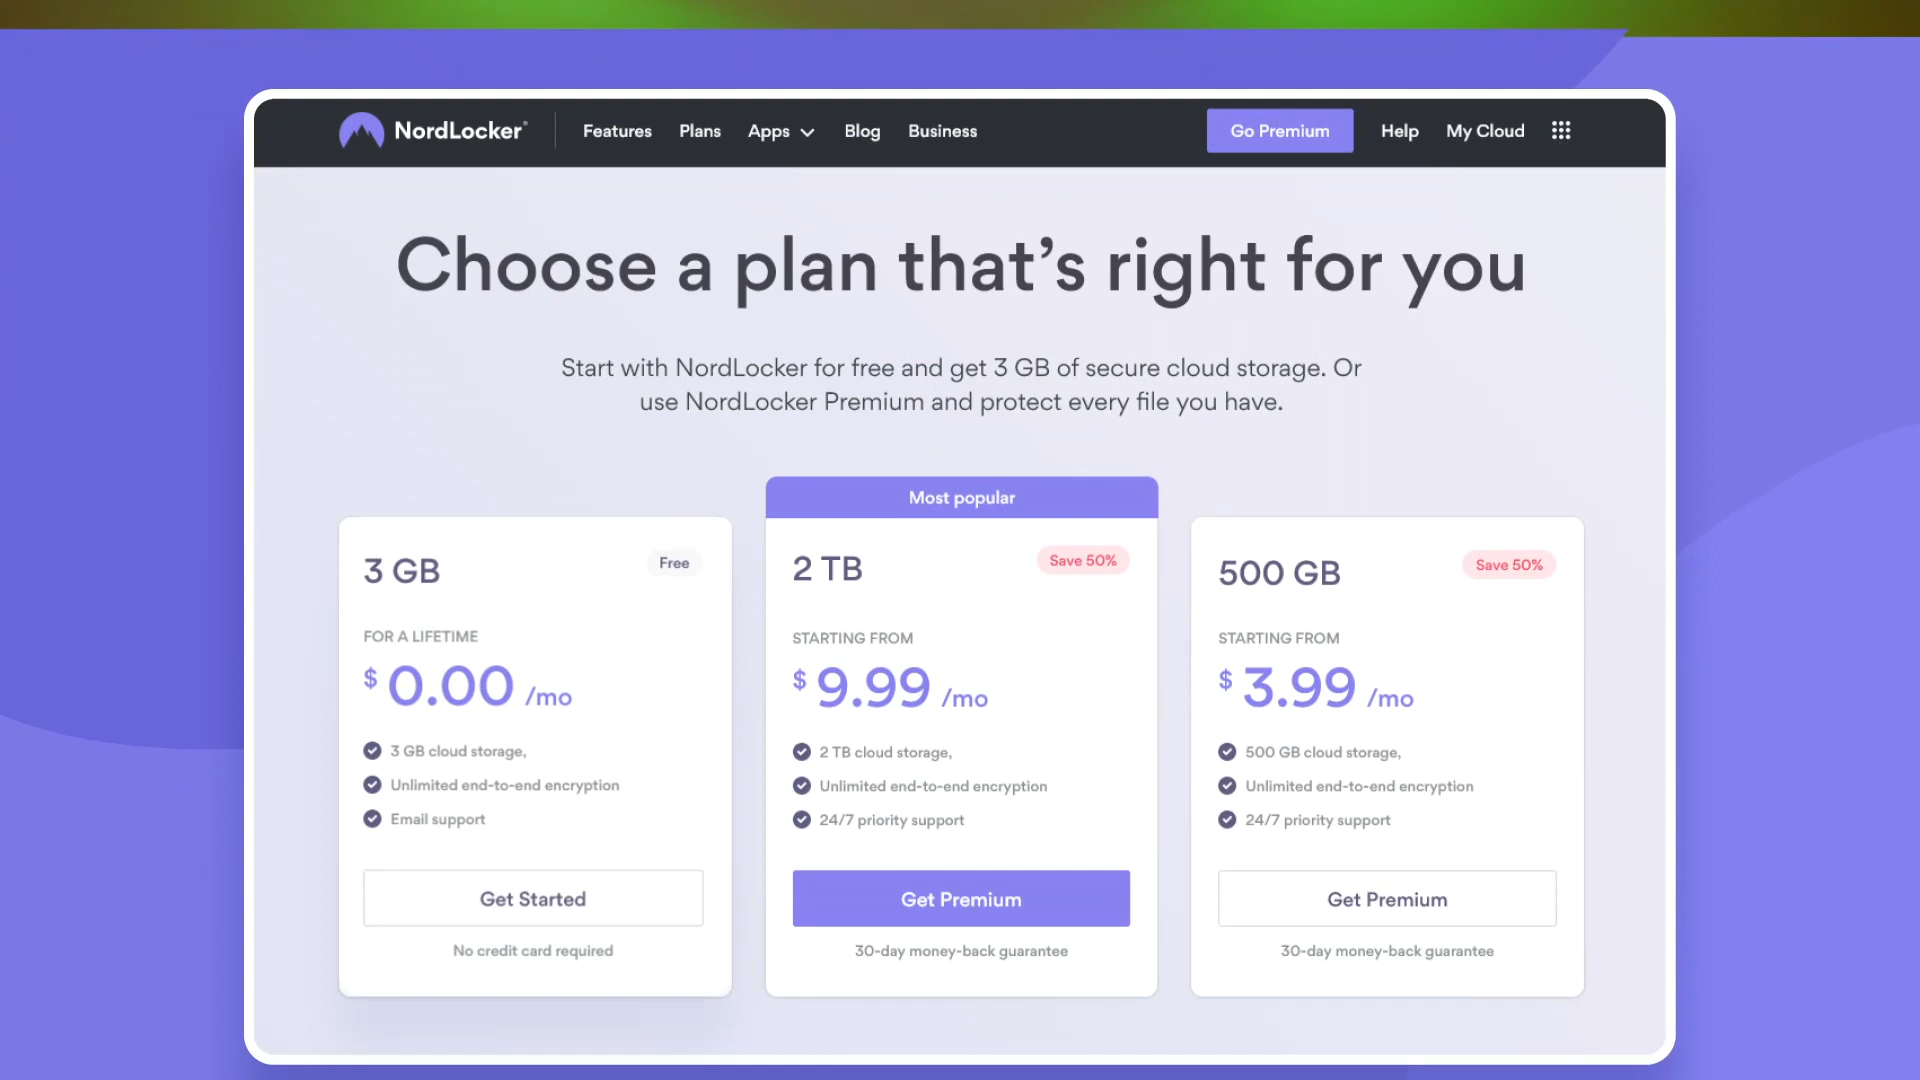 NordLocker®
Features Plans Apps Blog Business
Go Premium Help My Cloud
Choose a plan that’s right for you
Start with NordLocker for free and get 3 GB of secure cloud storage. Or
use NordLocker Premium and protect every file you have.
3 GB
Free
FOR A LIFETIME
$ 0.00 /mo
3 GB cloud storage,
Unlimited end-to-end encryption
Email support
Get Started
No credit card required
Most popular
2 TB
Save 50%
STARTING FROM
$ 9.99 /mo
2 TB cloud storage,
Unlimited end-to-end encryption
24/7 priority support
Get Premium
30-day money-back guarantee
500 GB
Save 50%
STARTING FROM
$ 3.99 /mo
500 GB cloud storage,
Unlimited end-to-end encryption
24/7 priority support
Get Premium
30-day money-back guarantee